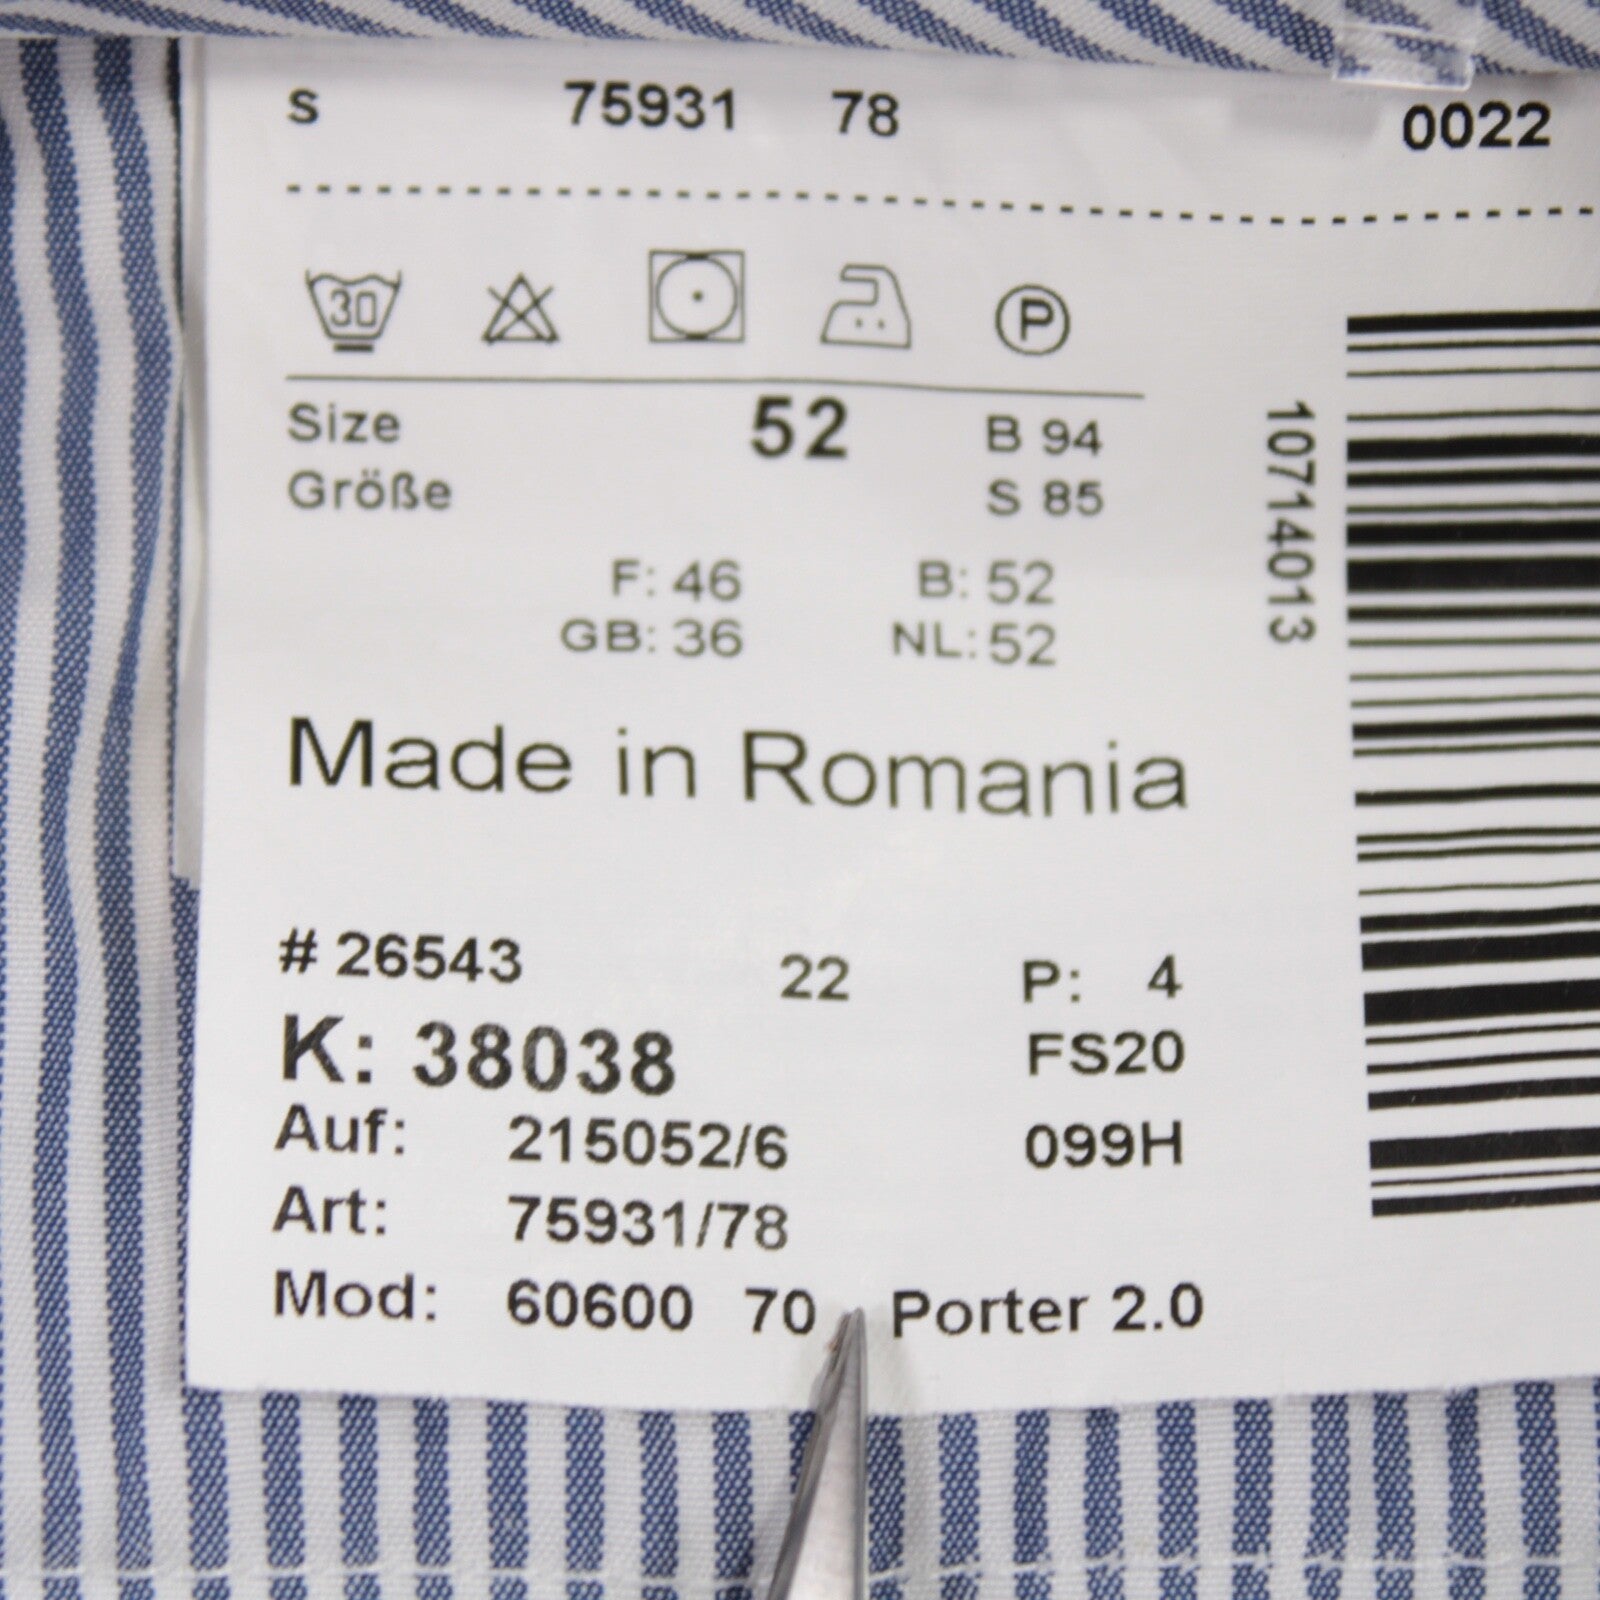 s 75931 78 0022
30 P
Size 52 B 94
Größe S 85
F: 46 B: 52
GB: 36 NL: 52
10714013
Made in Romania
# 26543 22 P: 4
K: 38038 FS20
Auf: 215052/6 099H
Art: 75931/78
Mod: 60600 70 Porter 2.0